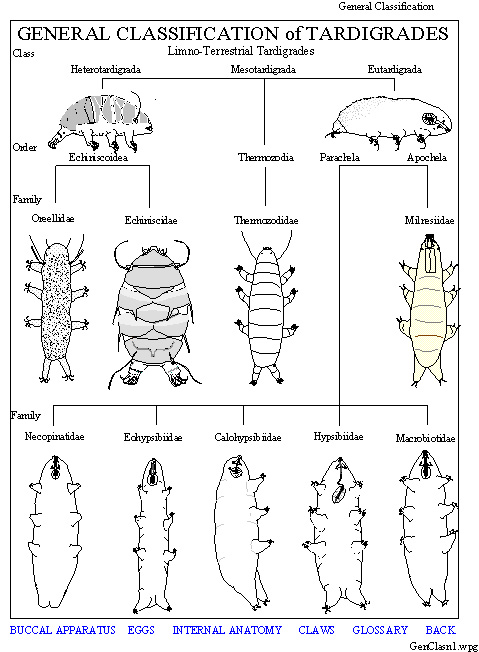 General Classification
GENERAL CLASSIFICATION of TARDIGRADES
Class
Limno-Terrestrial Tardigrades
Heterotardigrada Mesotardigrada Eutardigrada
Order
Echiniscoidea Thermozodia Parachela Apochela
Family
Oreellidae Echiniscidae Thermozodidae Milnesiidae
Family
Necopinatidae Eohypsibiidae Calohypsibiidae Hypsibiidae Macrobiotidae
BUCCAL APPARATUS EGGS INTERNAL ANATOMY CLAWS GLOSSARY BACK
GenClasn1.wpg